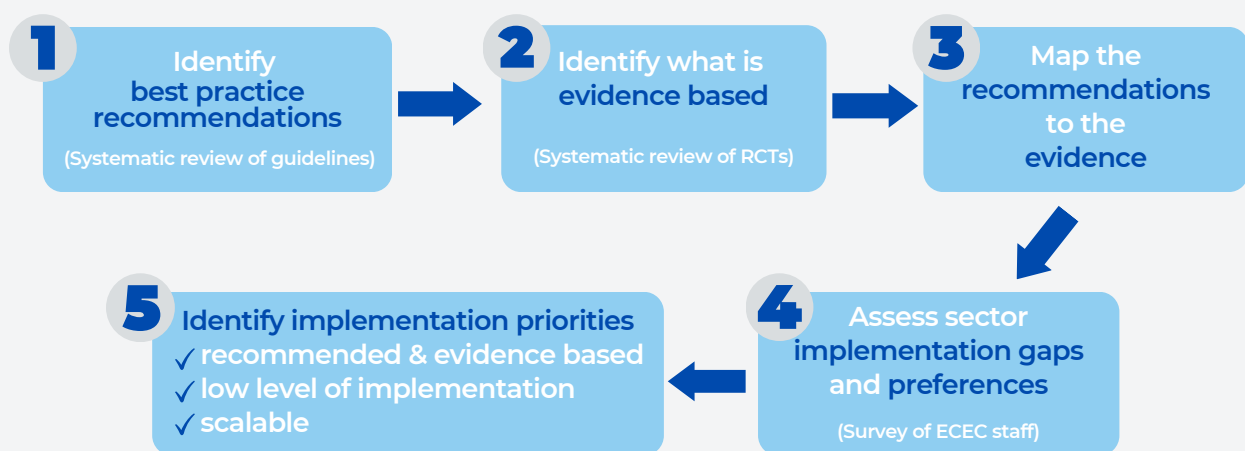 1
Identify
best practice
recommendations
(Systematic review of guidelines)
2
Identify what is
evidence based
(Systematic review of RCTs)
3
Map the
recommendations
to the
evidence
4
Assess sector
implementation gaps
and preferences
(Survey of ECEC staff)
5
Identify implementation priorities
✓ recommended & evidence based
✓ low level of implementation
✓ scalable